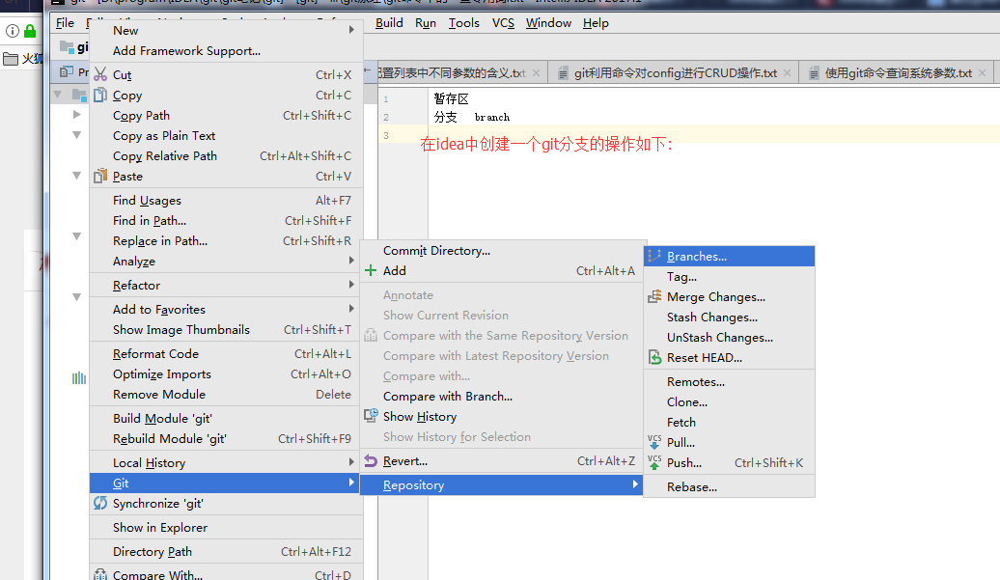 File
Build Run Tools VCS Window Help
火狐
New
Add Framework Support...
Cut Ctrl+X
Copy Ctrl+C
Copy Path Ctrl+Shift+C
Copy as Plain Text
Copy Relative Path Ctrl+Alt+Shift+C
Paste Ctrl+V
Find Usages Alt+F7
Find in Path... Ctrl+Shift+F
Replace in Path... Ctrl+Shift+R
Analyze
Refactor
Add to Favorites
Show Image Thumbnails Ctrl+Shift+T
Reformat Code Ctrl+Alt+L
Optimize Imports Ctrl+Alt+O
Remove Module Delete
Build Module 'git'
Rebuild Module 'git' Ctrl+Shift+F9
Local History
Git
Synchronize 'git'
Show in Explorer
Directory Path Ctrl+Alt+F12
Compare With... Ctrl+D
置列表中不同参数的含义.txt git利用命令对config进行CRUD操作.txt 使用git命令查询系统参数.txt
1 暂存区
2 分支 branch
3
在idea中创建一个git分支的操作如下：
Commit Directory...
Add Ctrl+Alt+A
Annotate
Show Current Revision
Compare with the Same Repository Version
Compare with Latest Repository Version
Compare with...
Compare with Branch...
Show History
Show History for Selection
Revert... Ctrl+Alt+Z
Repository
Branches...
Tag...
Merge Changes...
Stash Changes...
UnStash Changes...
Reset HEAD...
Remotes...
Clone...
Fetch
VCS Pull...
VCS Push... Ctrl+Shift+K
Rebase...